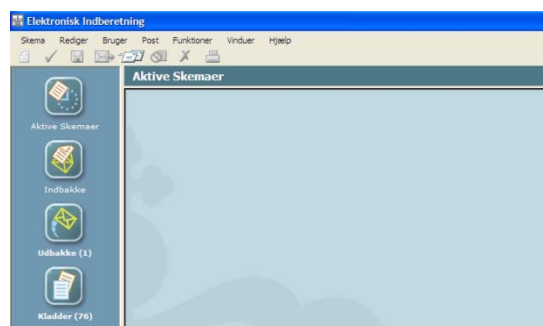 Elektronisk Indberetning
Skema Rediger Bruger Post Funktioner Vinduer Hjælp
Aktive Skemaer
Aktive Skemaer
Indbakke
Udbakke (1)
Kladder (76)